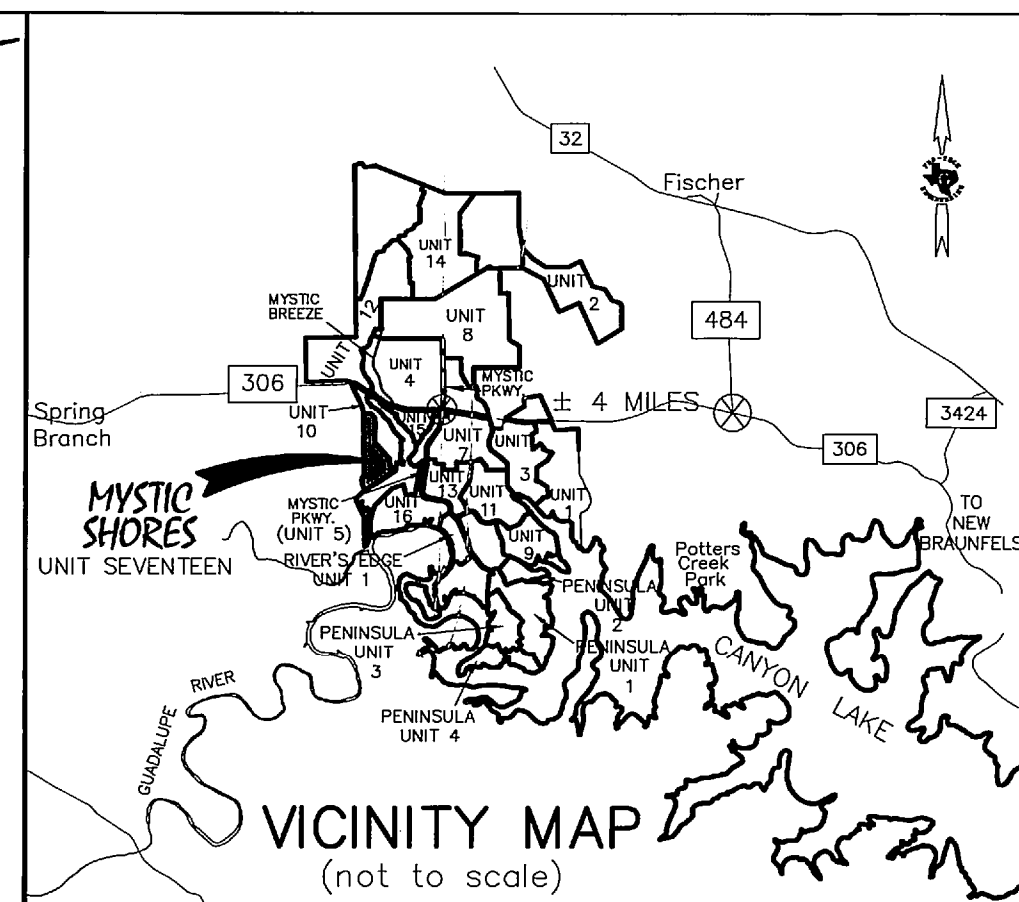 32
Fischer
UNIT
14
UNIT
2
MYSTIC
BREEZE
UNIT 12
UNIT
8
484
UNIT
4
306
MYSTIC
PKWY.
± 4 MILES
Spring
Branch
UNIT
10
UNIT
15
UNIT
7
UNIT
3
3424
306
MYSTIC
SHORES
UNIT SEVENTEEN
MYSTIC
PKWY.
(UNIT 5)
UNIT
13
UNIT
11
UNIT
1
UNIT
16
UNIT
9
TO
NEW
BRAUNFELS
RIVER'S EDGE
UNIT 1
Potters
Creek
Park
PENINSULA
UNIT
2
PENINSULA
UNIT
3
PENINSULA
UNIT
1
CANYON
LAKE
PENINSULA
UNIT 4
GUADALUPE
RIVER
VICINITY MAP
(not to scale)